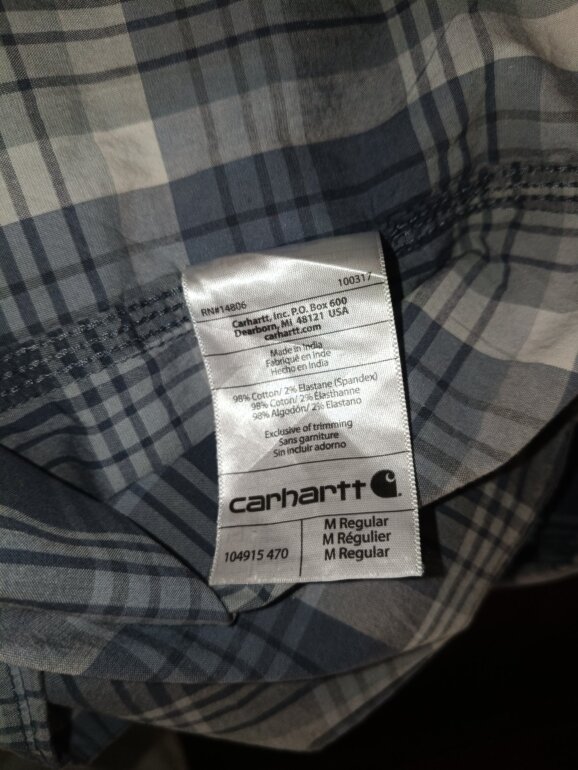 RN#14806 100317
Carhartt, Inc. P.O. Box 600
Dearborn, MI 48121 USA
carhartt.com
Made in India
Fabriqué en Inde
Hecho en India
98% Cotton/ 2% Elastane (Spandex)
98% Coton/ 2% Élasthanne
98% Algodón/ 2% Elastano
Exclusive of trimming
Sans garniture
Sin incluir adorno
carhartt
104915 470
M Regular
M Régulier
M Regular